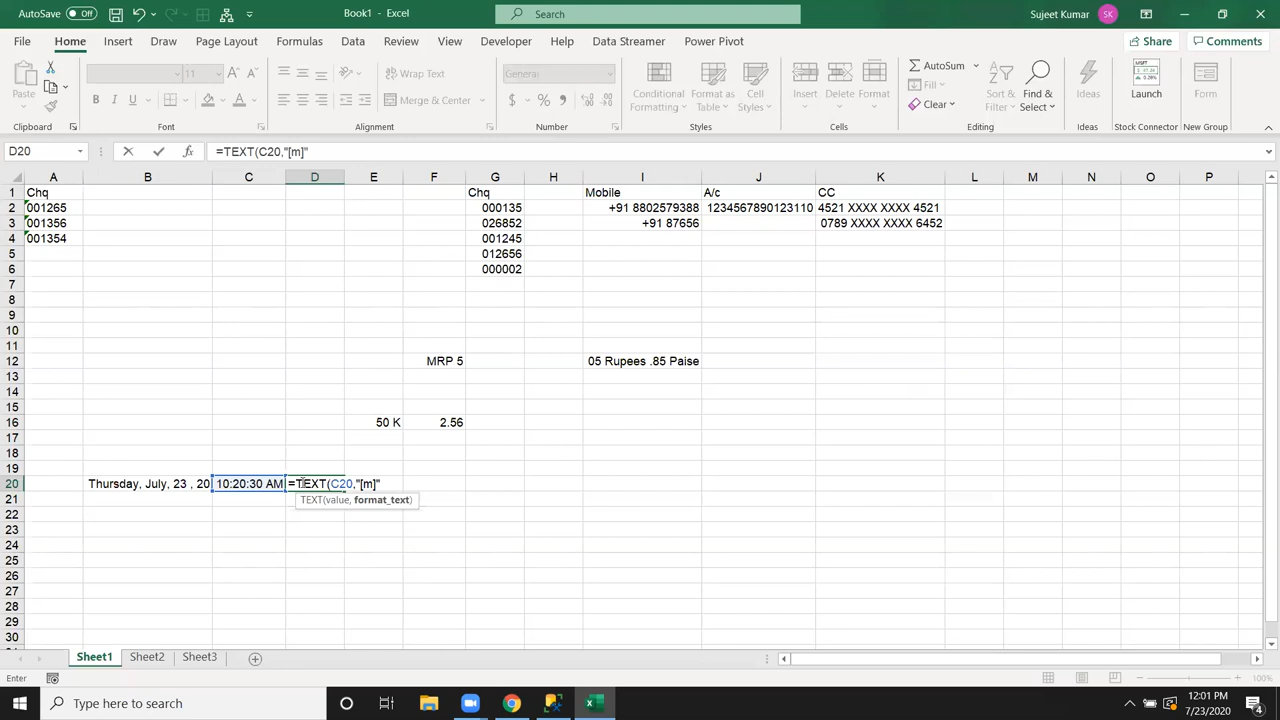 AutoSave Off Book1 - Excel Search Sujeet Kumar SK
File Home Insert Draw Page Layout Formulas Data Review View Developer Help Data Streamer Power Pivot Share Comments
Paste 11 A A Wrap Text General AutoSum
B I U A Merge & Center $ % Conditional Formatting Format as Table Cell Styles Insert Delete Format Fill Clear Sort & Filter Find & Select Ideas Launch Form
Clipboard Font Alignment Number Styles Cells Editing Ideas Stock Connector New Group
D20 fx =TEXT(C20,"[m]"
A B C D E F G H I J K L M N O P
1 Chq Chq Mobile A/c CC
2 001265 000135 +91 8802579388 1234567890123110 4521 XXXX XXXX 4521
3 001356 026852 +91 87656 0789 XXXX XXXX 6452
4 001354 001245
5 012656
6 000002
7
8
9
10
11
12 MRP 5 05 Rupees .85 Paise
13
14
15
16 50 K 2.56
17
18
19
20 Thursday, July, 23 , 20 10:20:30 AM =TEXT(C20,"[m]"
21 TEXT(value, format_text)
22
23
24
25
26
27
28
29
30
Sheet1 Sheet2 Sheet3
Enter 100%
Type here to search 12:01 PM
7/23/2020